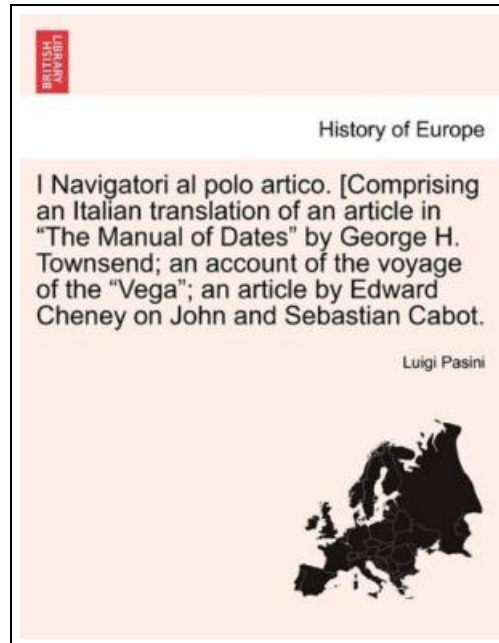 BRITISH
LIBRARY
History of Europe
I Navigatori al polo artico. [Comprising
an Italian translation of an article in
“The Manual of Dates” by George H.
Townsend; an account of the voyage
of the “Vega”; an article by Edward
Cheney on John and Sebastian Cabot.
Luigi Pasini